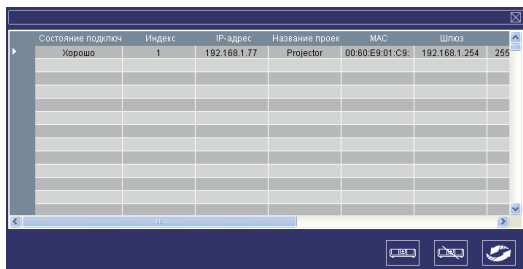 Состояние подключ Индекс IP-адрес Название проек MAC Шлюз
Хорошо 1 192.168.1.77 Projector 00:60:E9:01:C9: 192.168.1.254 255